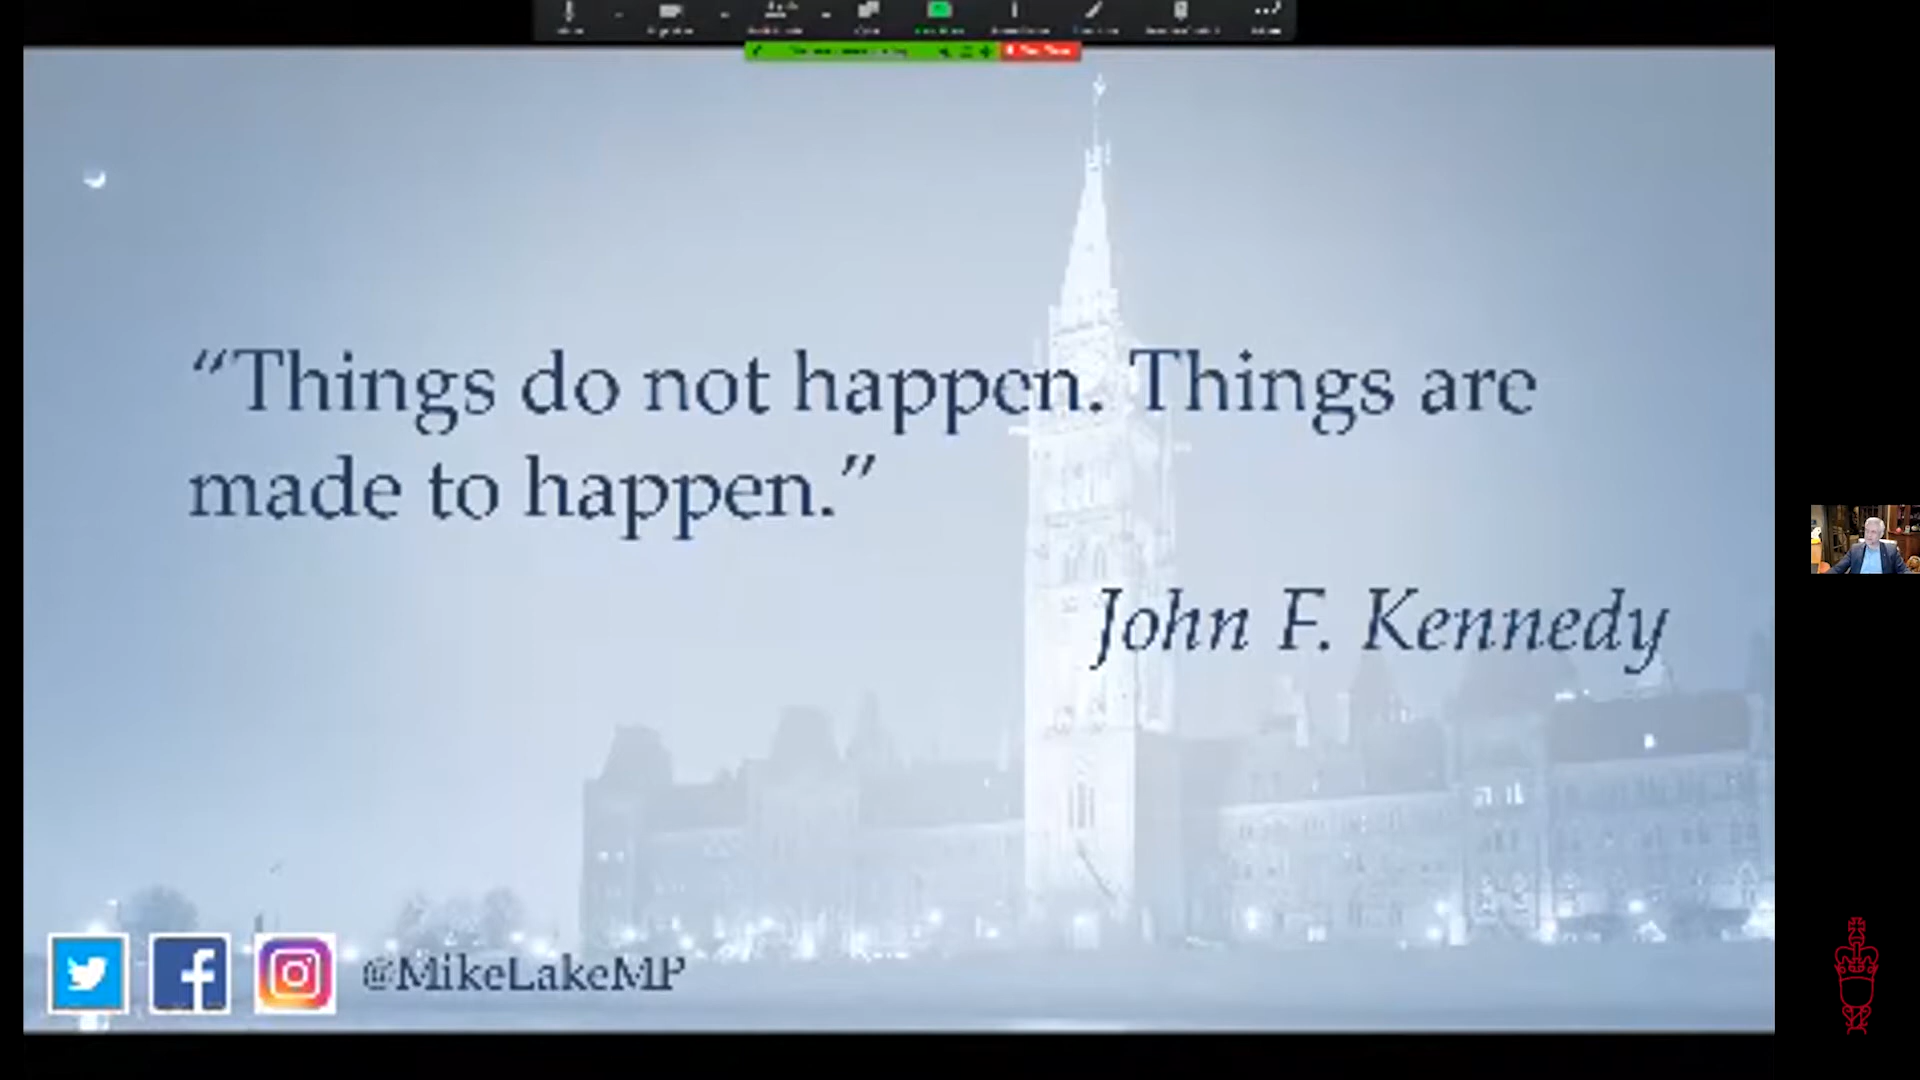 “Things do not happen. Things are
made to happen.”
John F. Kennedy
@MikeLakeMP